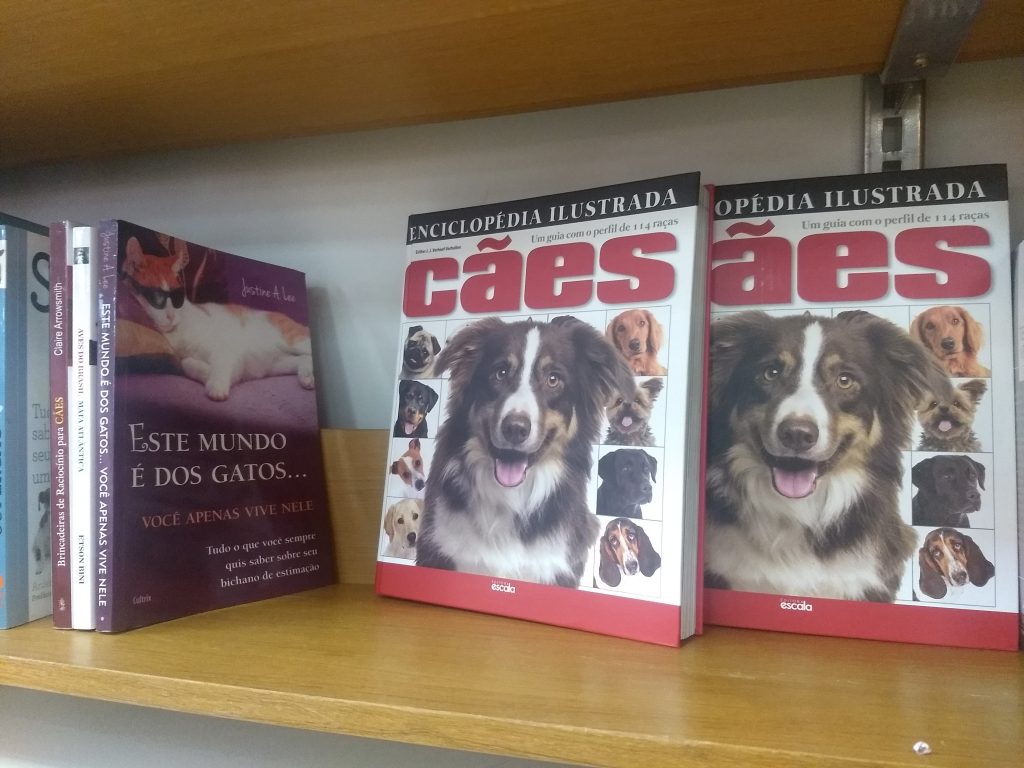 Claire Arrowsmith
Brincadeiras de Raciocínio para CÃES
AVES DO BRASIL MATA ATLÂNTICA
Justine A. Lee
ESTE MUNDO É DOS GATOS... VOCÊ APENAS VIVE NELE
Justine A. Lee
ESTE MUNDO
É DOS GATOS...
VOCÊ APENAS VIVE NELE
Tudo o que você sempre
quis saber sobre seu
bichano de estimação
Cultrix
ENCICLOPÉDIA ILUSTRADA
Um guia com o perfil de 114 raças
cães
escala
OPÉDIA ILUSTRADA
Um guia com o perfil de 114 raças
ães
escala